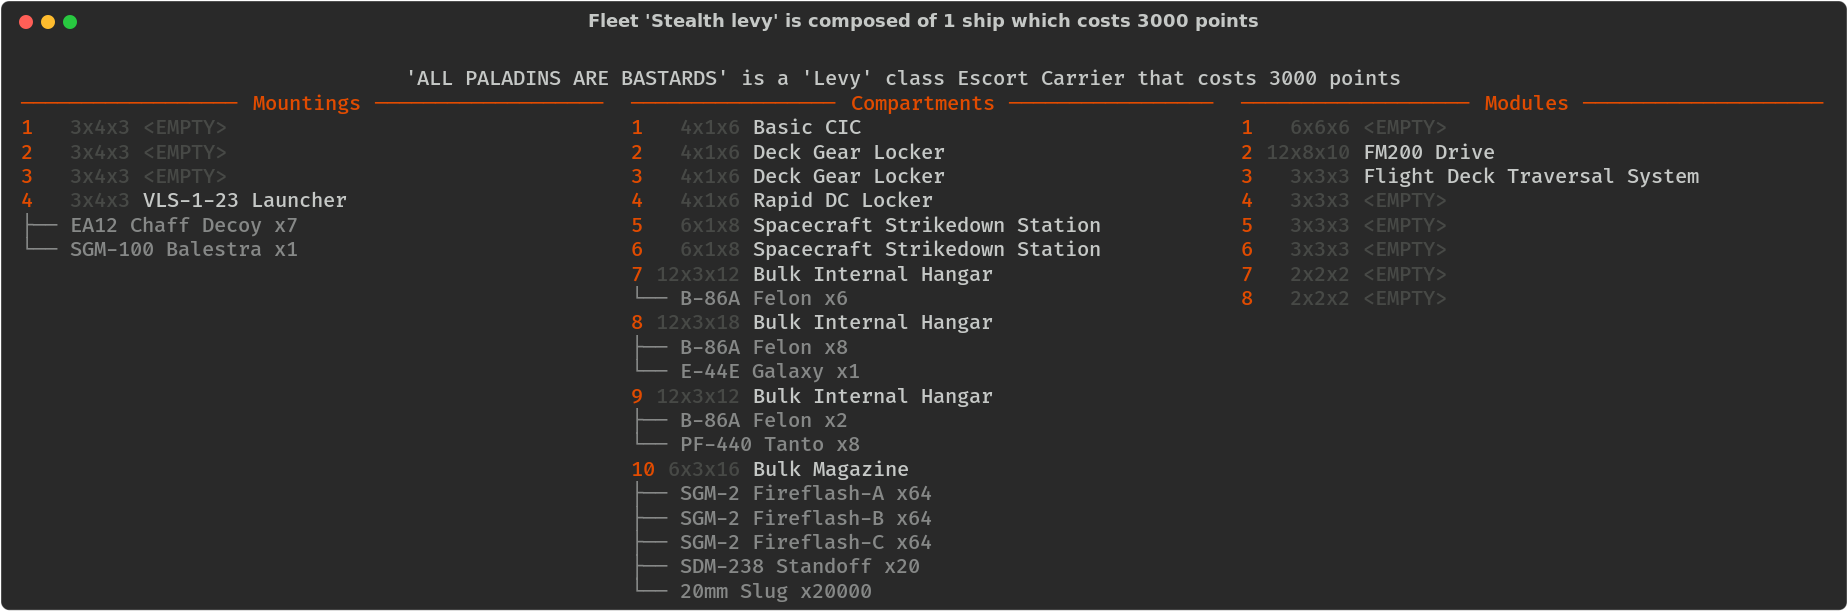 Fleet 'Stealth levy' is composed of 1 ship which costs 3000 points
'ALL PALADINS ARE BASTARDS' is a 'Levy' class Escort Carrier that costs 3000 points
Mountings
1 3x4x3 <EMPTY>
2 3x4x3 <EMPTY>
3 3x4x3 <EMPTY>
4 3x4x3 VLS-1-23 Launcher
EA12 Chaff Decoy x7
SGM-100 Balestra x1
Compartments
1 4x1x6 Basic CIC
2 4x1x6 Deck Gear Locker
3 4x1x6 Deck Gear Locker
4 4x1x6 Rapid DC Locker
5 6x1x8 Spacecraft Strikedown Station
6 6x1x8 Spacecraft Strikedown Station
7 12x3x12 Bulk Internal Hangar
B-86A Felon x6
8 12x3x18 Bulk Internal Hangar
B-86A Felon x8
E-44E Galaxy x1
9 12x3x12 Bulk Internal Hangar
B-86A Felon x2
PF-440 Tanto x8
10 6x3x16 Bulk Magazine
SGM-2 Fireflash-A x64
SGM-2 Fireflash-B x64
SGM-2 Fireflash-C x64
SDM-238 Standoff x20
20mm Slug x20000
Modules
1 6x6x6 <EMPTY>
2 12x8x10 FM200 Drive
3 3x3x3 Flight Deck Traversal System
4 3x3x3 <EMPTY>
5 3x3x3 <EMPTY>
6 3x3x3 <EMPTY>
7 2x2x2 <EMPTY>
8 2x2x2 <EMPTY>